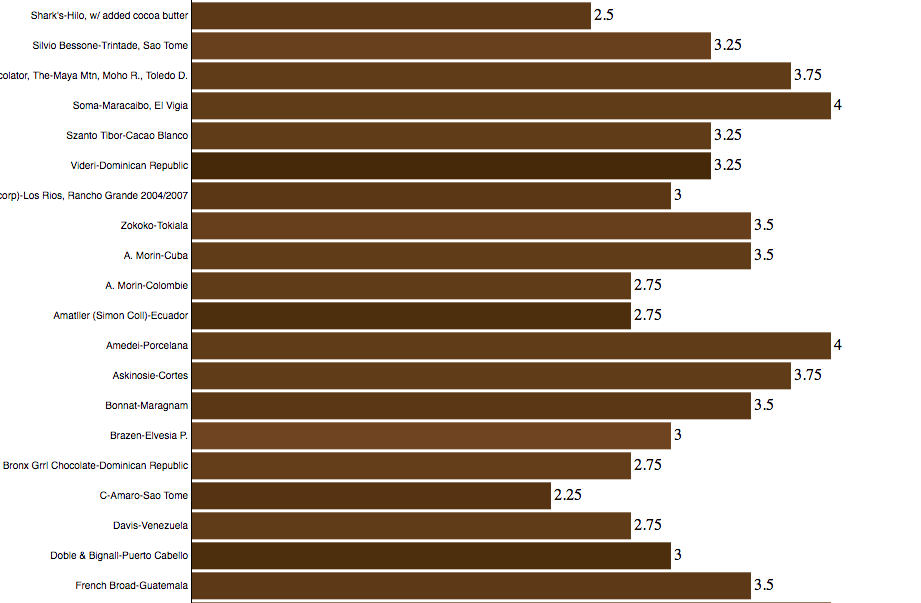 Shark's-Hilo, w/ added cocoa butter 2.5
Silvio Bessone-Trintade, Sao Tome 3.25
colator, The-Maya Mtn, Moho R., Toledo D. 3.75
Soma-Maracaibo, El Vigia 4
Szanto Tibor-Cacao Blanco 3.25
Videri-Dominican Republic 3.25
corp)-Los Rios, Rancho Grande 2004/2007 3
Zokoko-Tokiala 3.5
A. Morin-Cuba 3.5
A. Morin-Colombie 2.75
Amatller (Simon Coll)-Ecuador 2.75
Amedei-Porcelana 4
Askinosie-Cortes 3.75
Bonnat-Maragnam 3.5
Brazen-Elvesia P. 3
Bronx Grrl Chocolate-Dominican Republic 2.75
C-Amaro-Sao Tome 2.25
Davis-Venezuela 2.75
Doble & Bignall-Puerto Cabello 3
French Broad-Guatemala 3.5